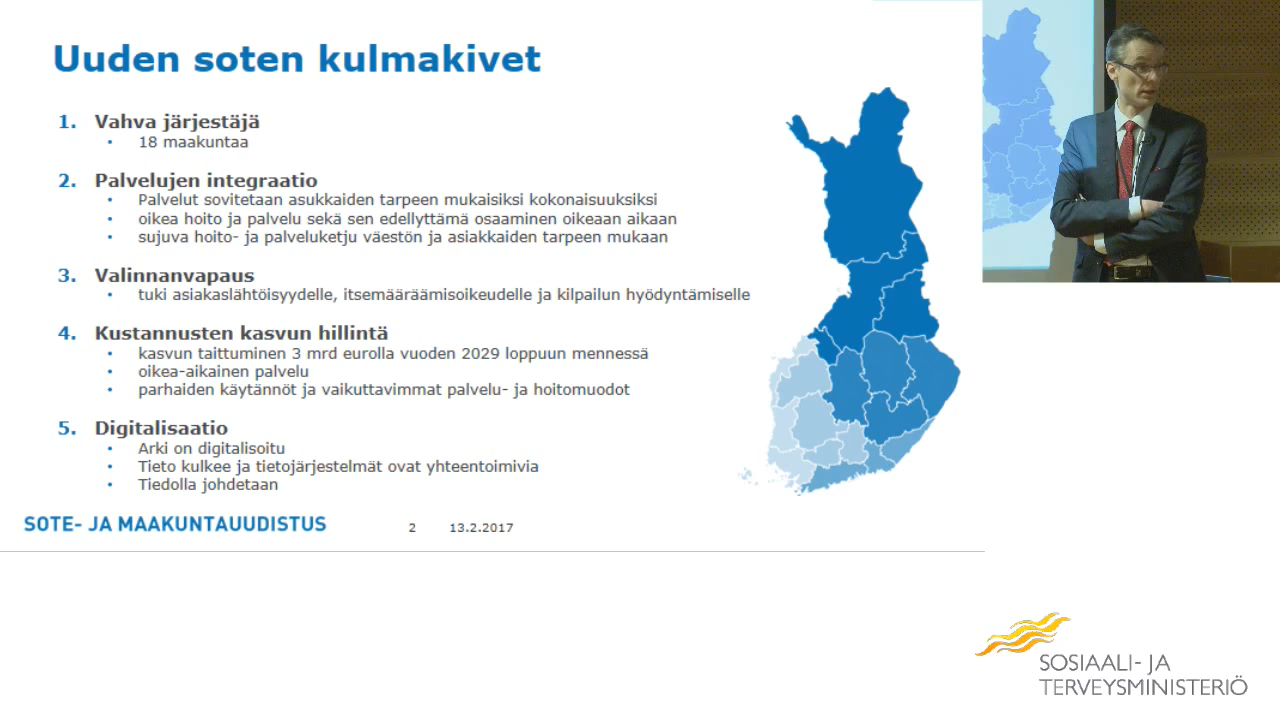 Uuden soten kulmakivet
1. Vahva järjestäjä
• 18 maakuntaa
2. Palvelujen integraatio
• Palvelut sovitetaan asukkaiden tarpeen mukaisiksi kokonaisuuksiksi
• oikea hoito ja palvelu sekä sen edellyttämä osaaminen oikeaan aikaan
• sujuva hoito- ja palveluketju väestön ja asiakkaiden tarpeen mukaan
3. Valinnanvapaus
• tuki asiakaslähtöisyydelle, itsemääräämisoikeudelle ja kilpailun hyödyntämiselle
4. Kustannusten kasvun hillintä
• kasvun taittuminen 3 mrd eurolla vuoden 2029 loppuun mennessä
• oikea-aikainen palvelu
• parhaiden käytännöt ja vaikuttavimmat palvelu- ja hoitomuodot
5. Digitalisaatio
• Arki on digitalisoitu
• Tieto kulkee ja tietojärjestelmät ovat yhteentoimivia
• Tiedolla johdetaan
SOTE- JA MAAKUNTAUUDISTUS 2 13.2.2017
SOSIAALI- JA
TERVEYSMINISTERIÖ